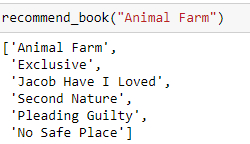 recommend_book("Animal Farm")
['Animal Farm',
'Exclusive',
'Jacob Have I Loved',
'Second Nature',
'Pleading Guilty',
'No Safe Place']